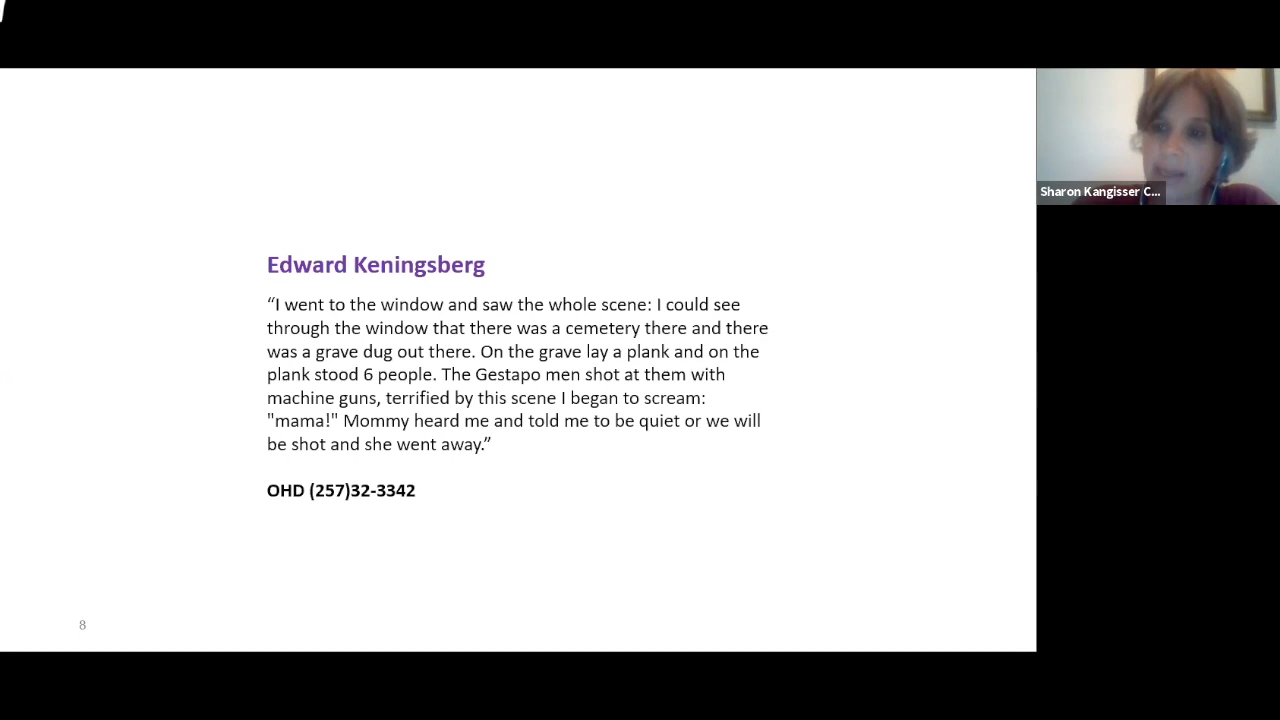 Edward Keningsberg
“I went to the window and saw the whole scene: I could see
through the window that there was a cemetery there and there
was a grave dug out there. On the grave lay a plank and on the
plank stood 6 people. The Gestapo men shot at them with
machine guns, terrified by this scene I began to scream:
"mama!" Mommy heard me and told me to be quiet or we will
be shot and she went away.”
OHD (257)32-3342
8
Sharon Kangisser C...